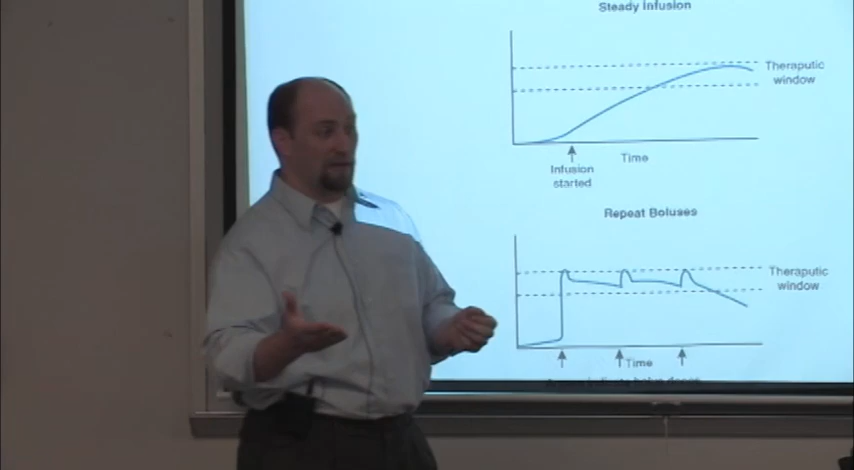 Steady Infusion
Theraputic
window
Time
Infusion
started
Repeat Boluses
Theraputic
window
Time